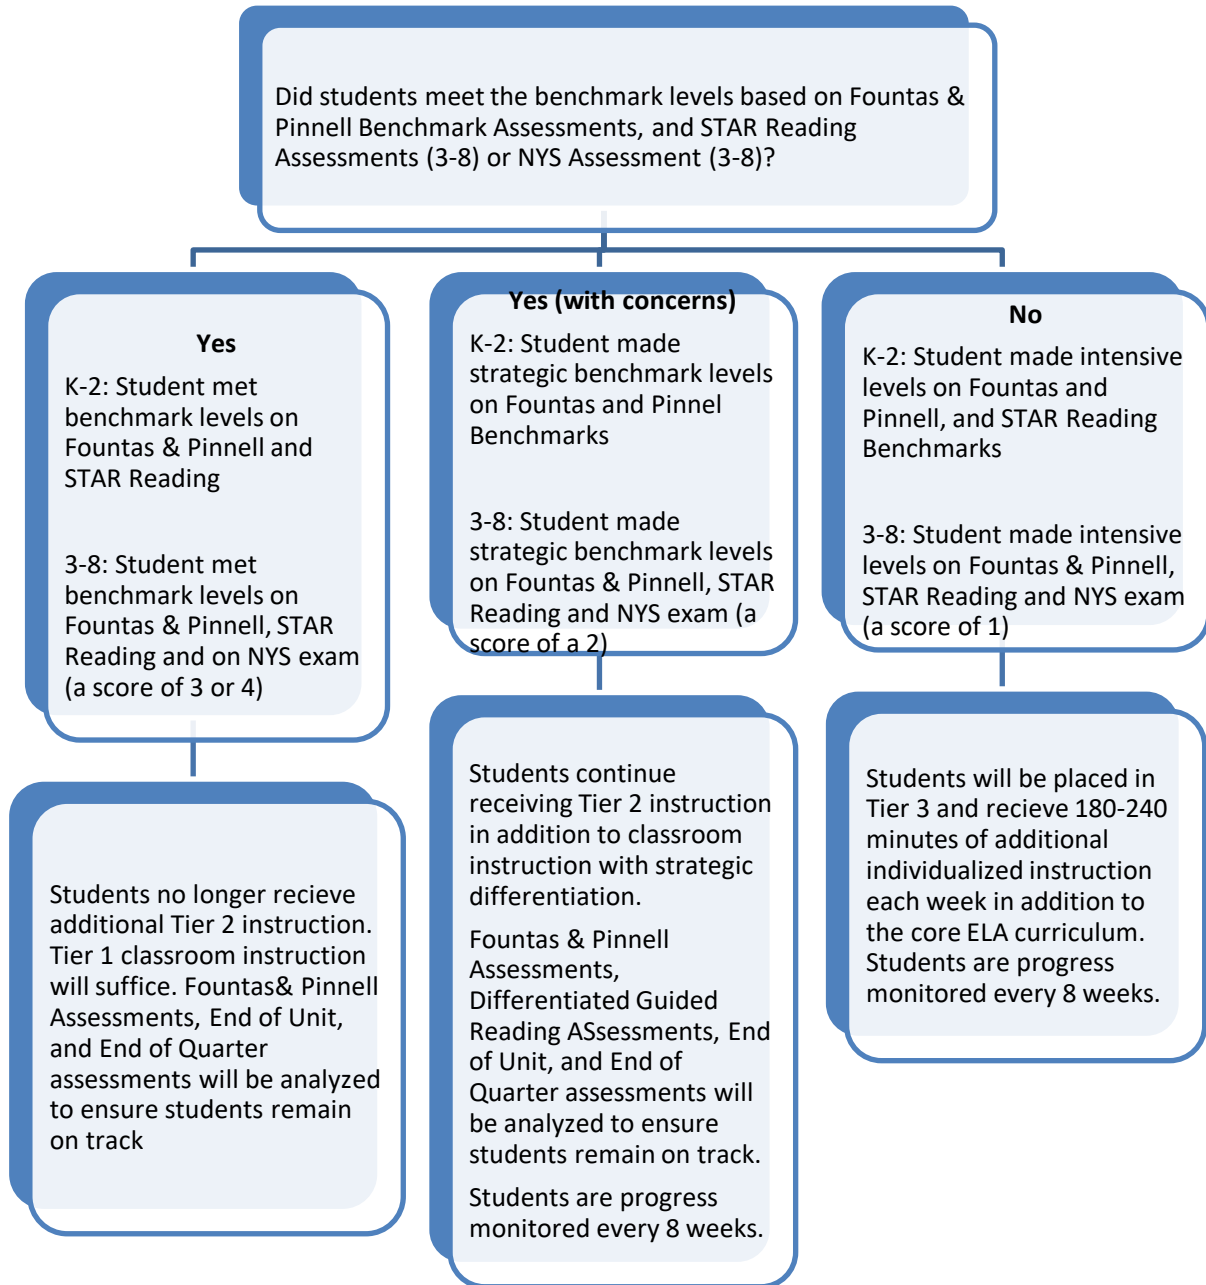 Did students meet the benchmark levels based on Fountas &
Pinnell Benchmark Assessments, and STAR Reading
Assessments (3-8) or NYS Assessment (3-8)?
Yes
K-2: Student met
benchmark levels on
Fountas & Pinnell and
STAR Reading
3-8: Student met
benchmark levels on
Fountas & Pinnell, STAR
Reading and on NYS exam
(a score of 3 or 4)
Yes (with concerns)
K-2: Student made
strategic benchmark levels
on Fountas and Pinnel
Benchmarks
3-8: Student made
strategic benchmark levels
on Fountas & Pinnell, STAR
Reading and NYS exam (a
score of a 2)
No
K-2: Student made intensive
levels on Fountas and
Pinnell, and STAR Reading
Benchmarks
3-8: Student made intensive
levels on Fountas & Pinnell,
STAR Reading and NYS exam
(a score of 1)
Students no longer recieve
additional Tier 2 instruction.
Tier 1 classroom instruction
will suffice. Fountas& Pinnell
Assessments, End of Unit,
and End of Quarter
assessments will be analyzed
to ensure students remain
on track
Students continue
receiving Tier 2 instruction
in addition to classroom
instruction with strategic
differentiation.
Fountas & Pinnell
Assessments,
Differentiated Guided
Reading ASsessments, End
of Unit, and End of
Quarter assessments will
be analyzed to ensure
students remain on track.
Students are progress
monitored every 8 weeks.
Students will be placed in
Tier 3 and recieve 180-240
minutes of additional
individualized instruction
each week in addition to
the core ELA curriculum.
Students are progress
monitored every 8 weeks.